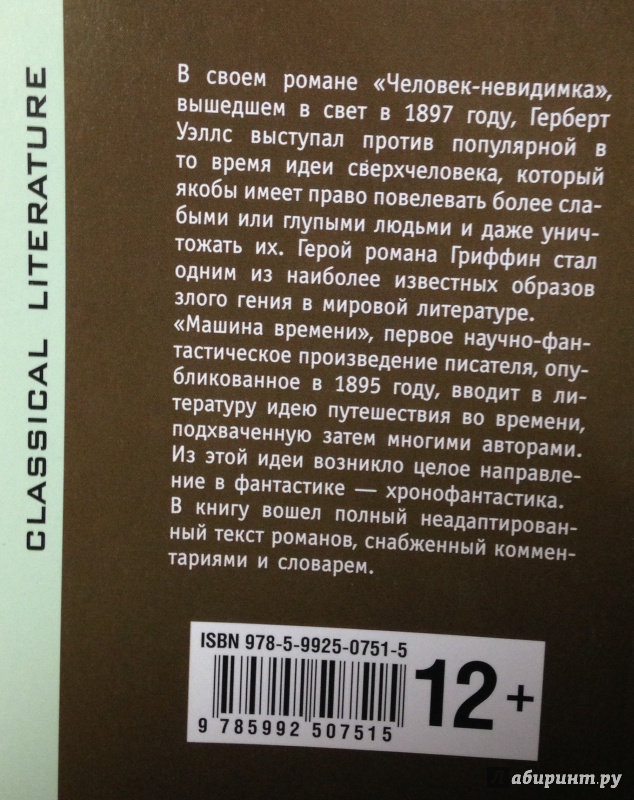 CLASSICAL LITERATURE
В своем романе «Человек-невидимка»,
вышедшем в свет в 1897 году, Герберт
Уэллс выступал против популярной в
то время идеи сверхчеловека, который
якобы имеет право повелевать более сла-
быми или глупыми людьми и даже унич-
тожать их. Герой романа Гриффин стал
одним из наиболее известных образов
злого гения в мировой литературе.
«Машина времени», первое научно-фан-
тастическое произведение писателя, опу-
бликованное в 1895 году, вводит в ли-
тературу идею путешествия во времени,
подхваченную затем многими авторами.
Из этой идеи возникло целое направле-
ние в фантастике — хронофантастика.
В книгу вошел полный неадаптирован-
ный текст романов, снабженный коммен-
тариями и словарем.
ISBN 978-5-9925-0751-5
9 785992 507515
12+
лабиринт.ру